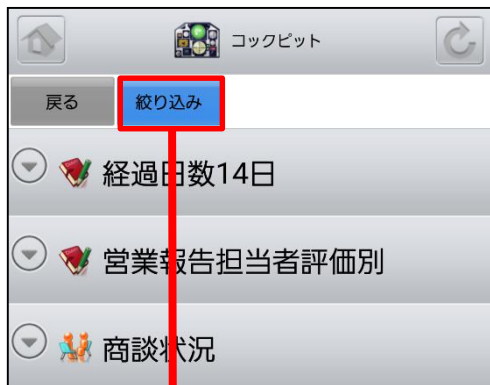 コックピット
戻る 絞り込み
経過日数14日
営業報告担当者評価別
商談状況